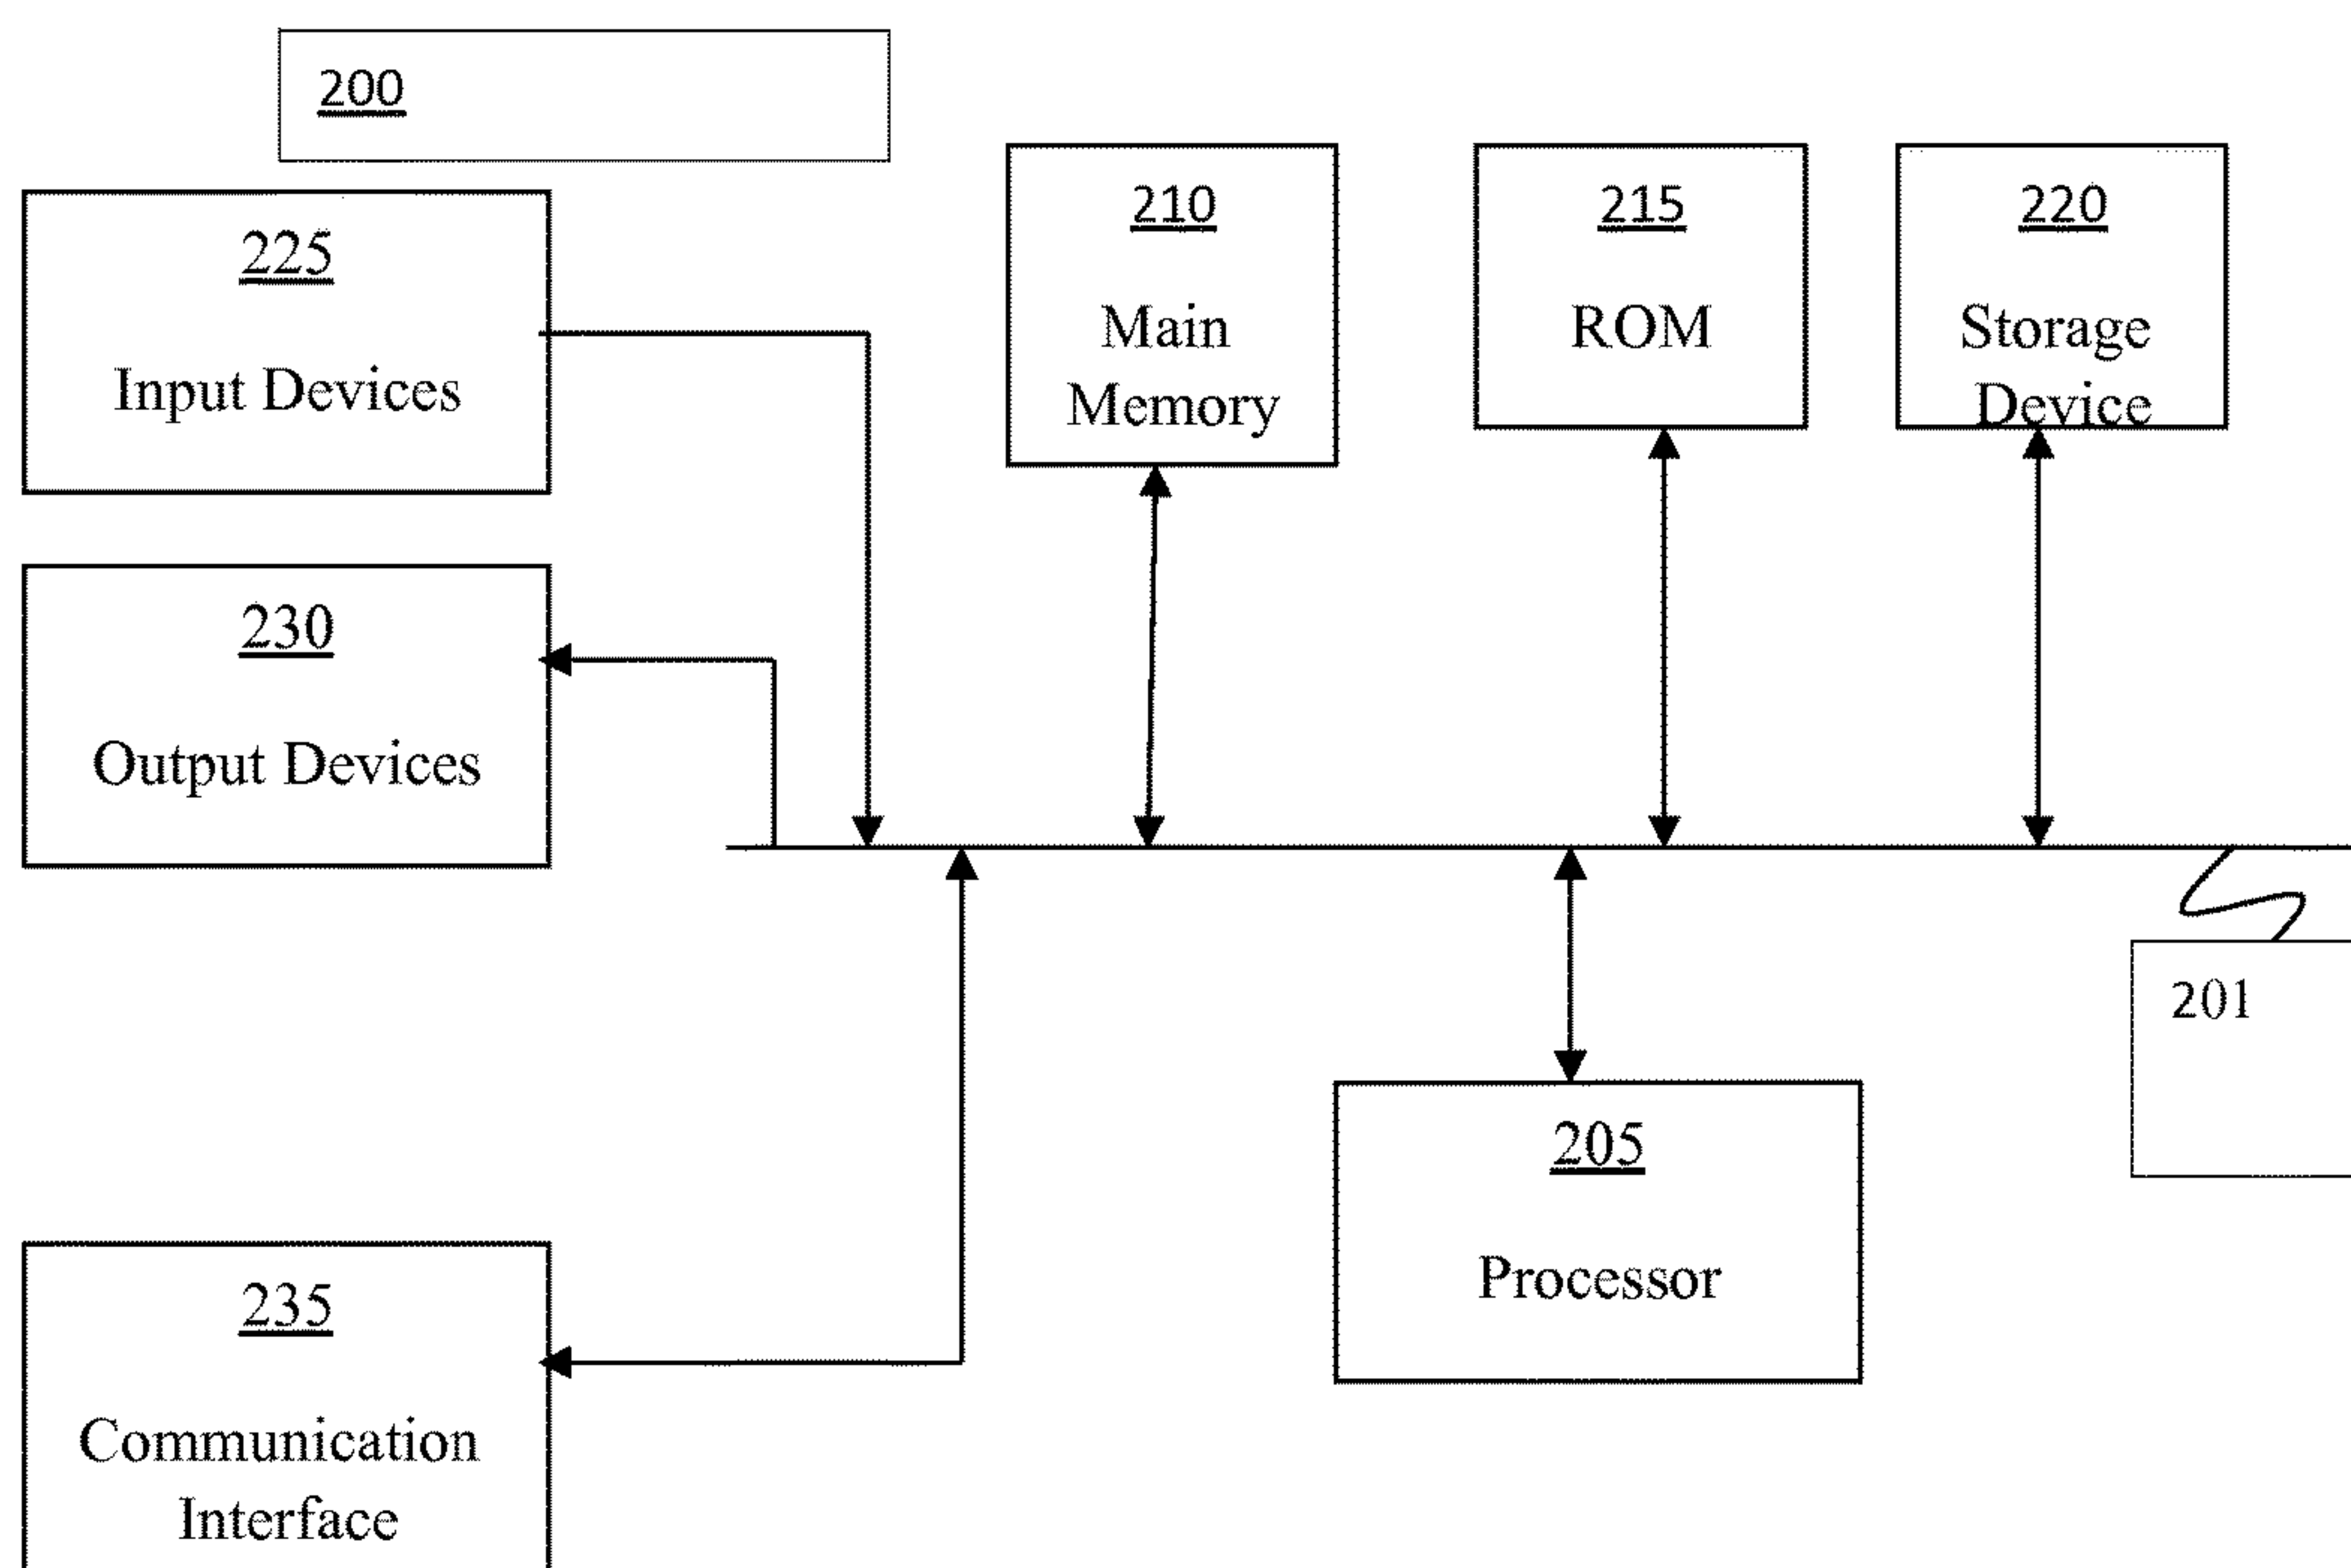 200
225
Input Devices
210
Main
Memory
215
ROM
220
Storage
Device
230
Output Devices
201
205
Processor
235
Communication
Interface